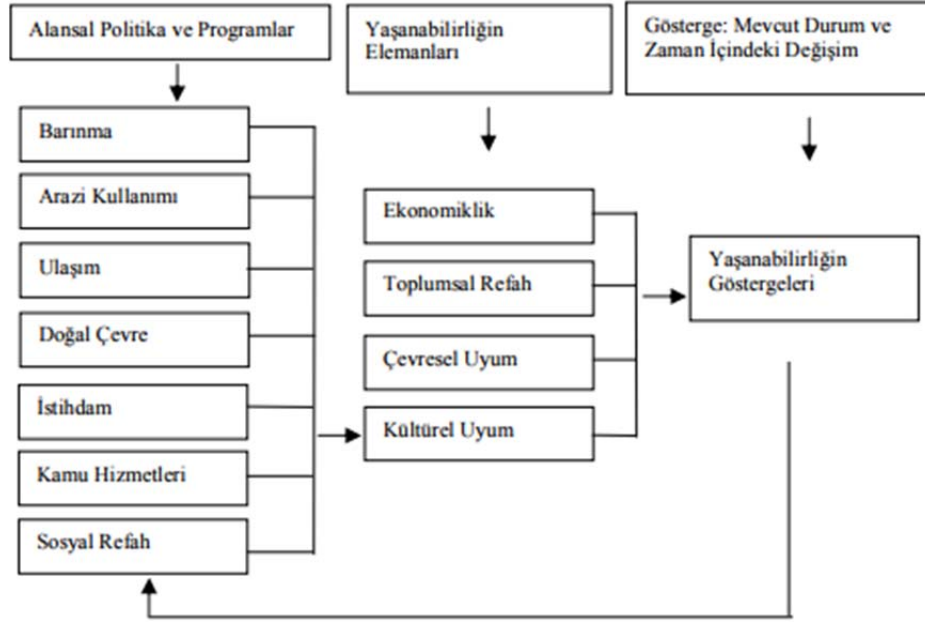 Alansal Politika ve Programlar
Yaşanabilirliğin
Elemanları
Gösterge: Mevcut Durum ve
Zaman İçindeki Değişim
Barınma
Arazi Kullanımı
Ulaşım
Doğal Çevre
İstihdam
Kamu Hizmetleri
Sosyal Refah
Ekonomiklik
Toplumsal Refah
Çevresel Uyum
Kültürel Uyum
Yaşanabilirliğin
Göstergeleri